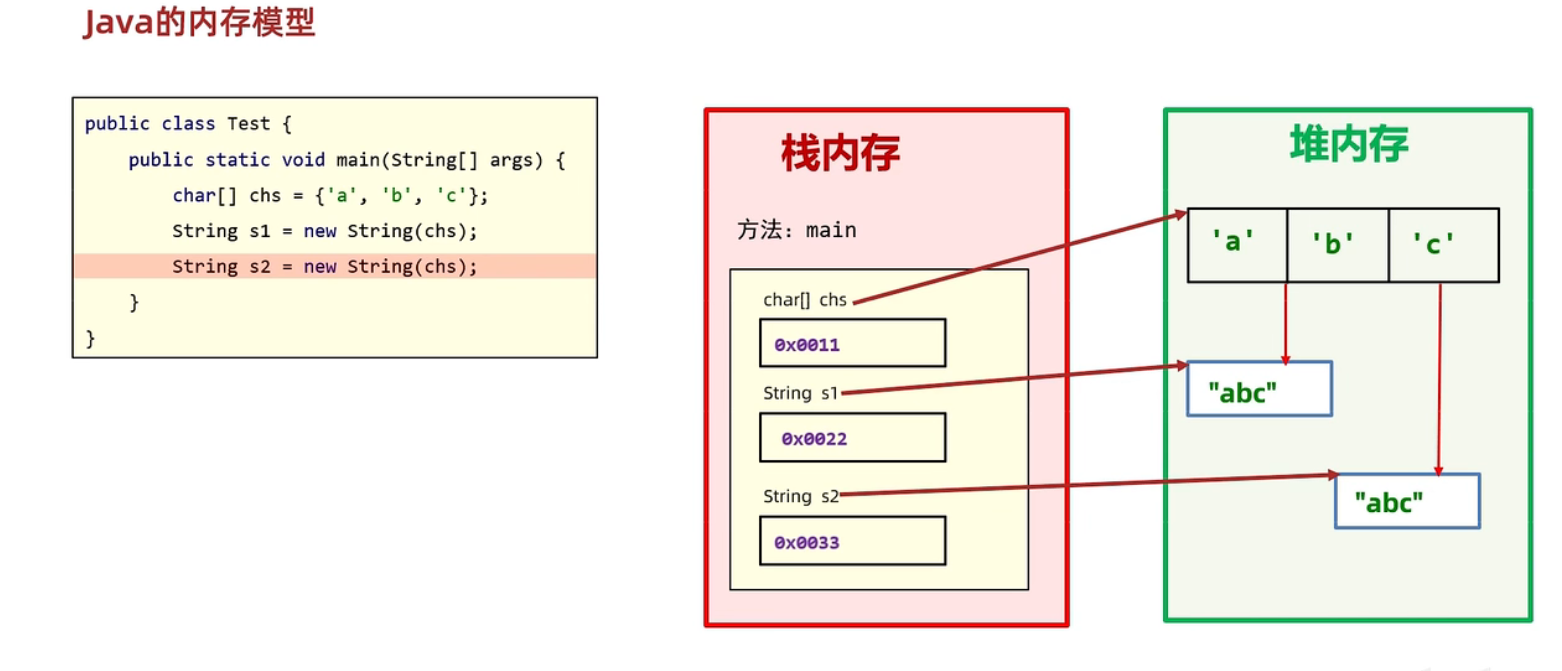 Java的内存模型
public class Test {
public static void main(String[] args) {
char[] chs = {'a', 'b', 'c'};
String s1 = new String(chs);
String s2 = new String(chs);
}
}
栈内存
方法：main
char[] chs
0x0011
String s1
0x0022
String s2
0x0033
堆内存
'a' 'b' 'c'
"abc"
"abc"